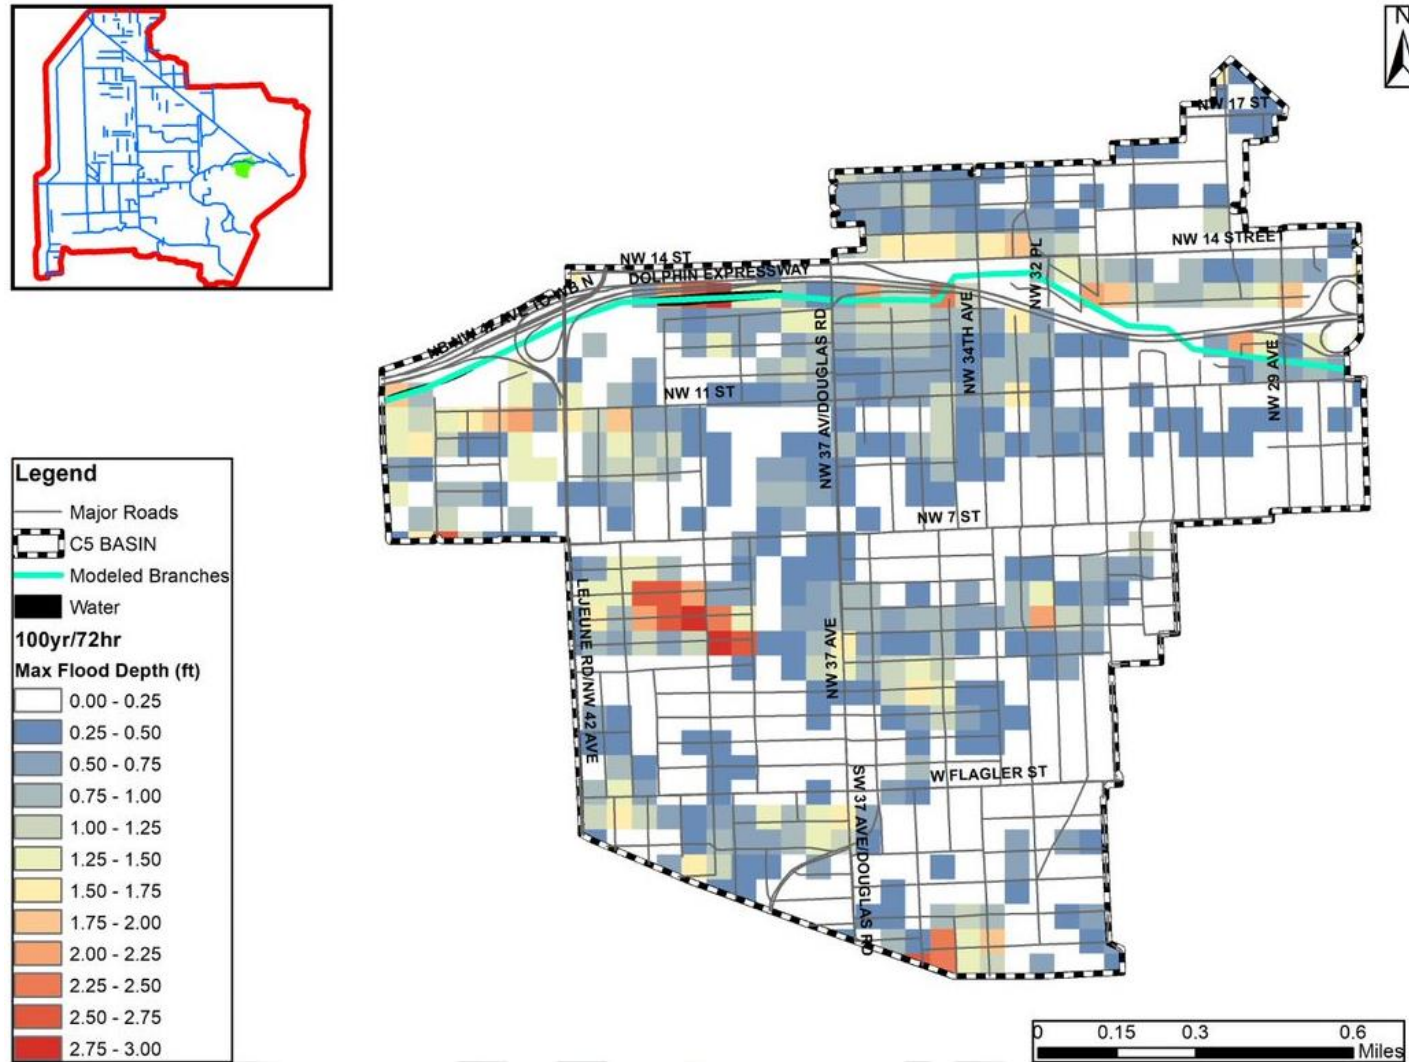 N
NW 17 ST
NW 14 STREET
NW 14 ST
DOLPHIN EXPRESSWAY
NW 32 PL
NW 34TH AVE
NW 37 AV/DOUGLAS RD
NW 29 AVE
NW 11 ST
NW 7 ST
LEJEUNE RD/NW 42 AVE
NW 37 AVE
W FLAGLER ST
SW 37 AVE/DOUGLAS RD
Legend
Major Roads
C5 BASIN
Modeled Branches
Water
100yr/72hr
Max Flood Depth (ft)
0.00 - 0.25
0.25 - 0.50
0.50 - 0.75
0.75 - 1.00
1.00 - 1.25
1.25 - 1.50
1.50 - 1.75
1.75 - 2.00
2.00 - 2.25
2.25 - 2.50
2.50 - 2.75
2.75 - 3.00
0 0.15 0.3 0.6
Miles